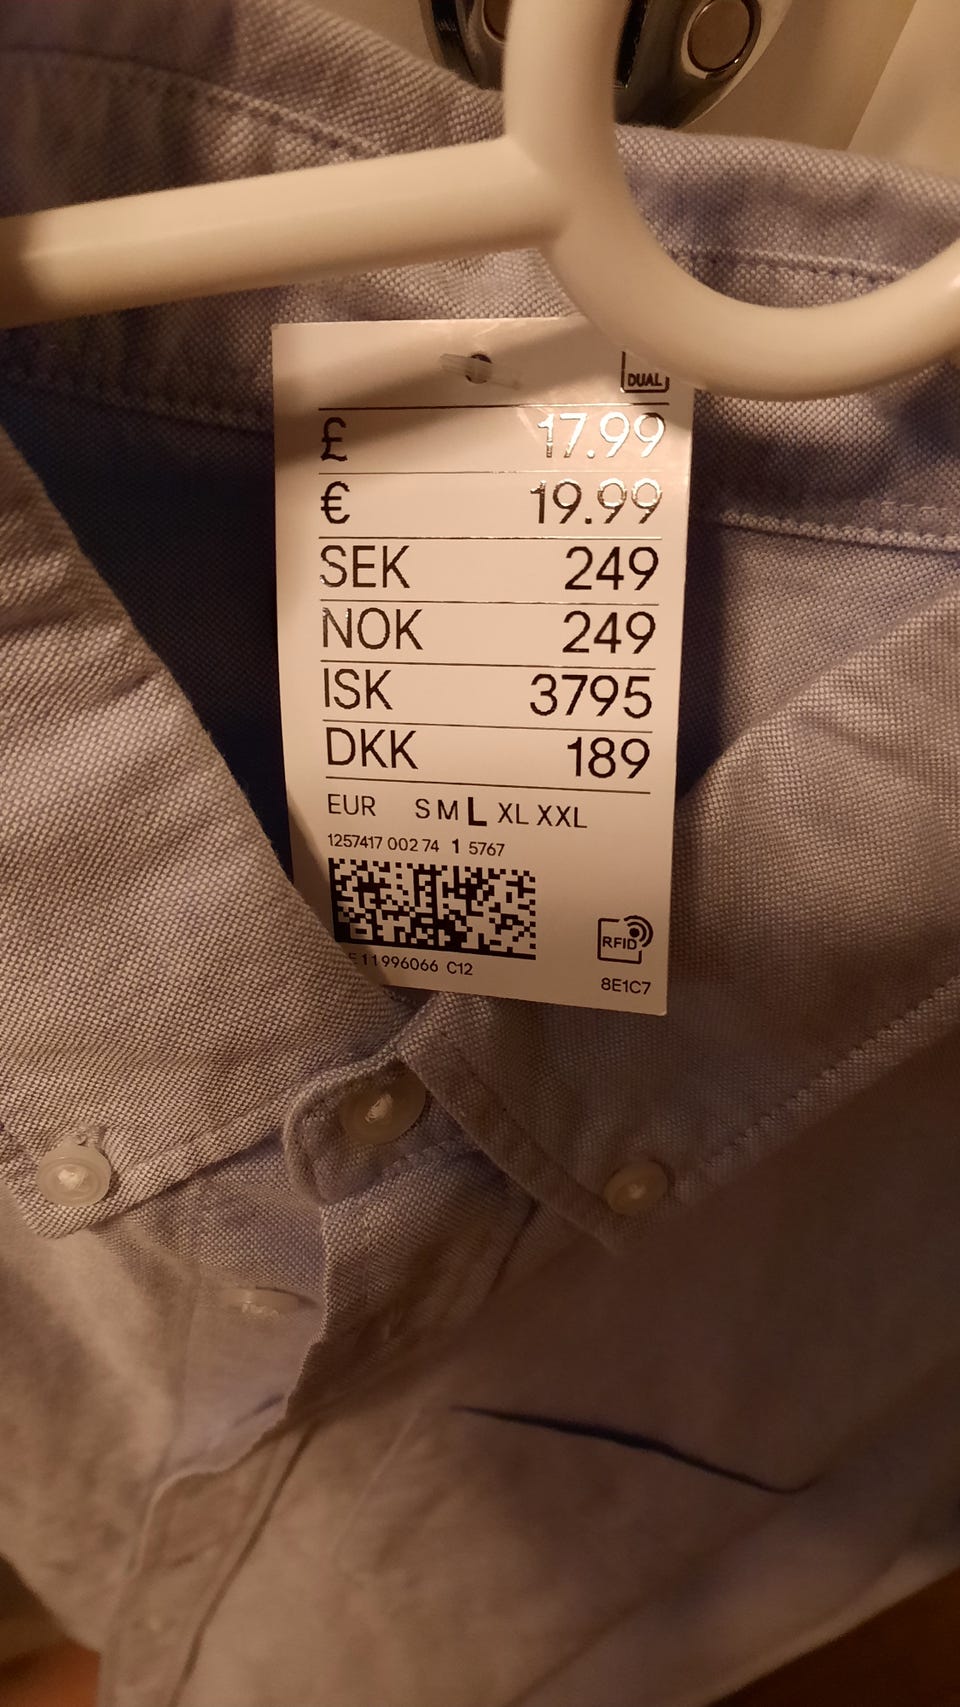 DUAL
£ 17.99
€ 19.99
SEK 249
NOK 249
ISK 3795
DKK 189
EUR S M L XL XXL
1257417 002 74 1 5767
RFID
11996066 C12
8E1C7